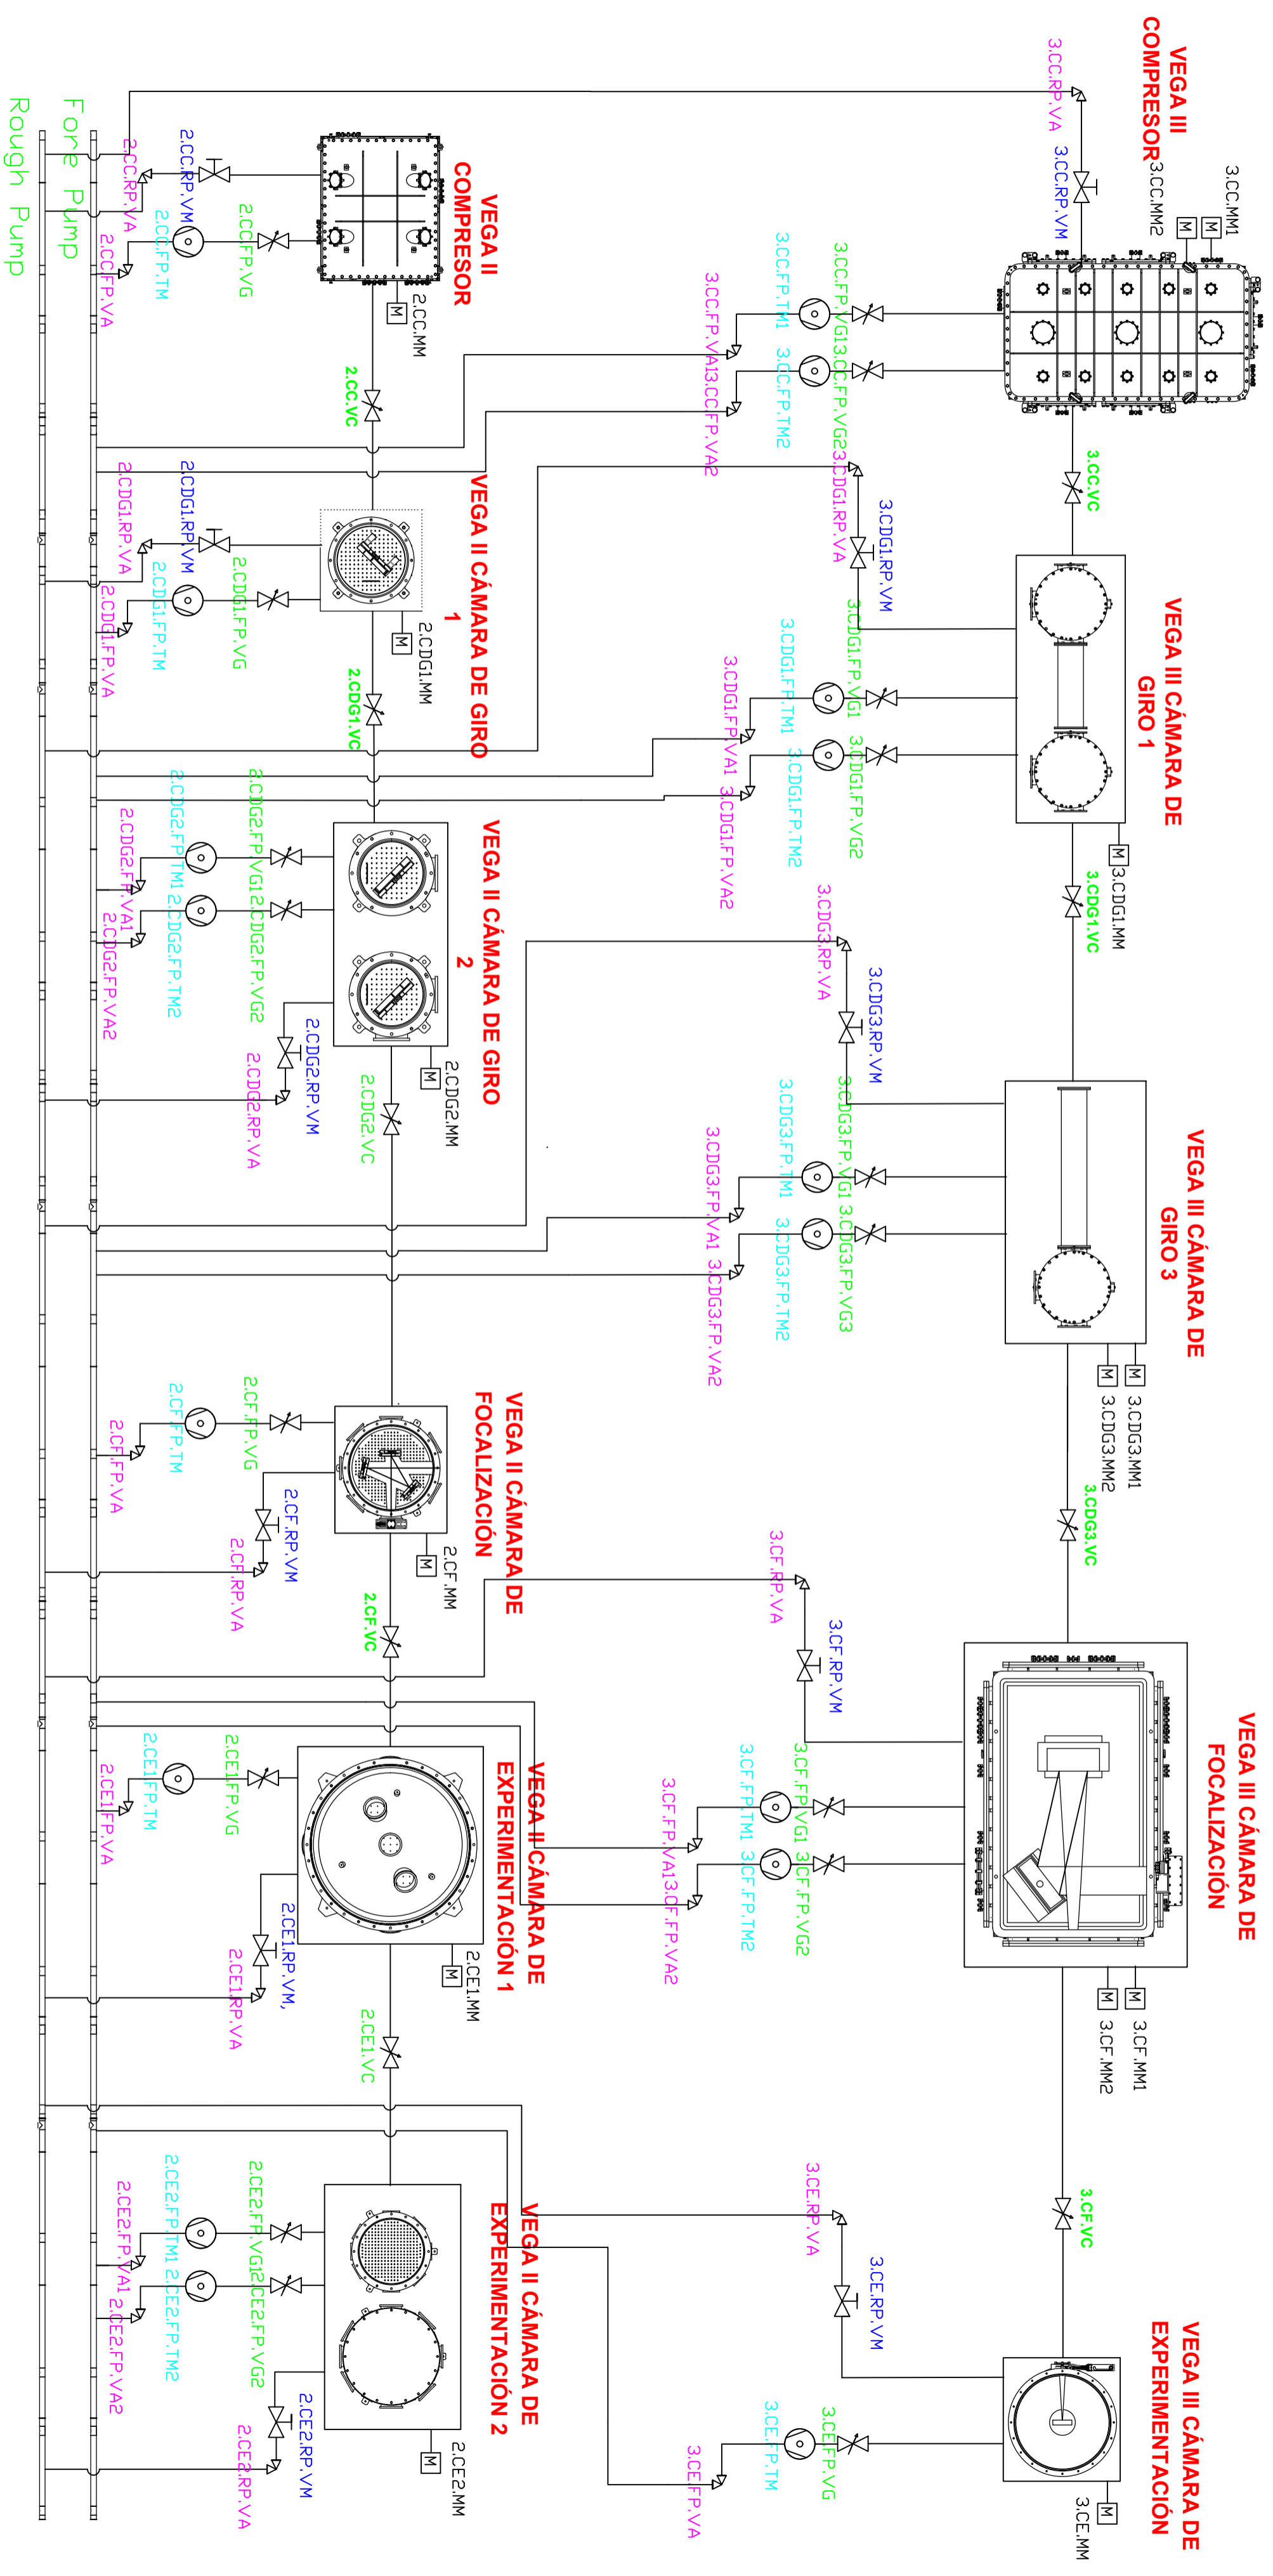 VEGA III
COMPRESOR
3.CC.RP.VA
3.CC.RP.VM
3.CC.MM2
3.CC.MM1
3.CC.FP.VG1
3.CC.FP.VG2
3.CC.FP.TM1
3.CC.FP.TM2
3.CC.FP.VA1
3.CC.FP.VA2
3.CC.VC
VEGA III CÁMARA DE
GIRO 1
3.CDG1.RP.VA
3.CDG1.RP.VM
3.CDG1.FP.VG1
3.CDG1.FP.VG2
3.CDG1.FP.TM1
3.CDG1.FP.TM2
3.CDG1.FP.VA1
3.CDG1.FP.VA2
3.CDG1.MM
3.CDG1.VC
VEGA III CÁMARA DE
GIRO 3
3.CDG3.RP.VA
3.CDG3.RP.VM
3.CDG3.FP.VG1
3.CDG3.FP.VG3
3.CDG3.FP.TM1
3.CDG3.FP.TM2
3.CDG3.FP.VA1
3.CDG3.FP.VA2
3.CDG3.MM1
3.CDG3.MM2
3.CDG3.VC
VEGA III CÁMARA DE
FOCALIZACIÓN
3.CF.RP.VA
3.CF.RP.VM
3.CF.FP.VG1
3CF.FP.VG2
3.CF.FP.TM1
3CF.FP.TM2
3.CF.FP.VA1
3.CF.FP.VA2
3.CF.MM1
3.CF.MM2
3.CF.VC
VEGA III CÁMARA DE
EXPERIMENTACIÓN
3.CE.RP.VA
3.CE.RP.VM
3.CE.FP.VG
3.CE.FP.TM
3.CE.FP.VA
3.CE.MM
VEGA II
COMPRESOR
2.CC.RP.VM
2.CC.RP.VA
2.CC.FP.VG
2.CC.FP.TM
2.CC.FP.VA
2.CC.MM
2.CC.VC
VEGA II CÁMARA DE GIRO
1
2.CDG1.RP.VM
2.CDG1.RP.VA
2.CDG1.FP.VG
2.CDG1.FP.TM
2.CDG1.FP.VA
2.CDG1.MM
2.CDG1.VC
VEGA II CÁMARA DE GIRO
2
2.CDG2.FP.VG1
2.CDG2.FP.VG2
2.CDG2.FP.TM1
2.CDG2.FP.TM2
2.CDG2.FP.VA1
2.CDG2.FP.VA2
2.CDG2.RP.VM
2.CDG2.RP.VA
2.CDG2.MM
2.CDG2.VC
VEGA II CÁMARA DE
FOCALIZACIÓN
2.CF.FP.VG
2.CF.FP.TM
2.CF.FP.VA
2.CF.RP.VM
2.CF.RP.VA
2.CF.MM
2.CF.VC
VEGA II CÁMARA DE
EXPERIMENTACIÓN 1
2.CE1.FP.VG
2.CE1.FP.TM
2.CE1.FP.VA
2.CE1.RP.VM,
2.CE1.RP.VA
2.CE1.MM
2.CE1.VC
VEGA II CÁMARA DE
EXPERIMENTACIÓN 2
2.CE2.FP.VG1
2.CE2.FP.VG2
2.CE2.FP.TM1
2.CE2.FP.TM2
2.CE2.FP.VA1
2.CE2.FP.VA2
2.CE2.RP.VM
2.CE2.RP.VA
2.CE2.MM
M
M
M
M
M
M
M
M
M
M
M
M
M
M
Fore Pump
Rough Pump